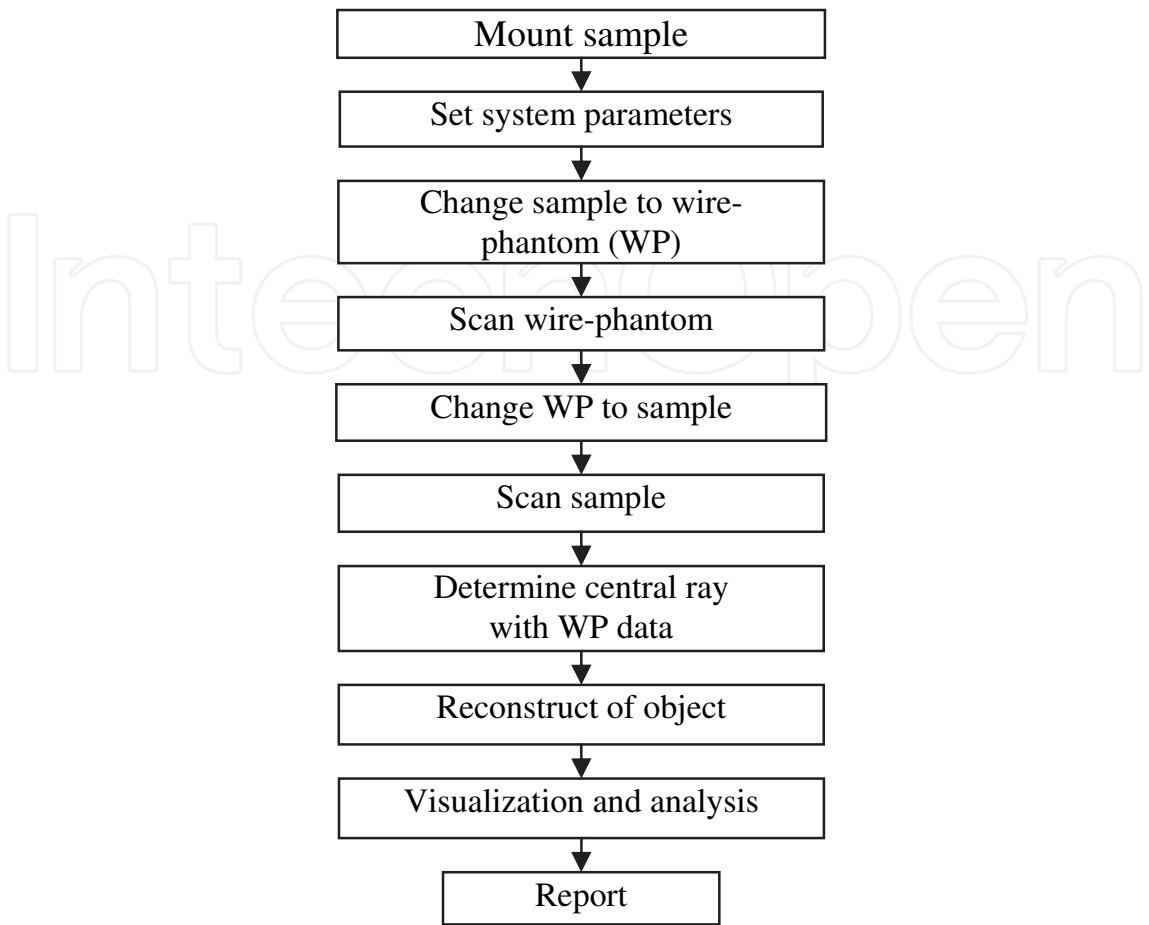 Mount sample
Set system parameters
Change sample to wire-
phantom (WP)
IntechOpen
Scan wire-phantom
Change WP to sample
Scan sample
Determine central ray
with WP data
Reconstruct of object
Visualization and analysis
Report